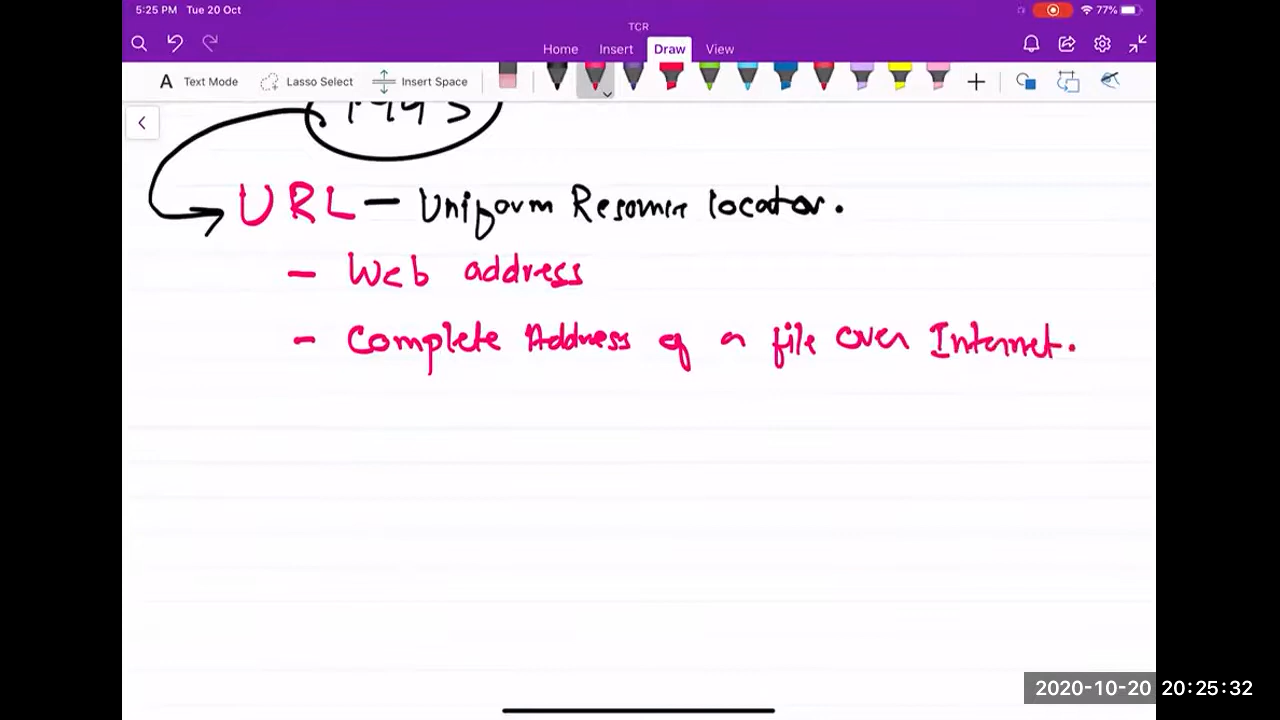 5:25 PM Tue 20 Oct
77%
TCR
Home Insert Draw View
A Text Mode Lasso Select Insert Space
URL - Uniform Resource locator.
- Web address
- Complete Address of a file over Internet.
2020-10-20 20:25:32